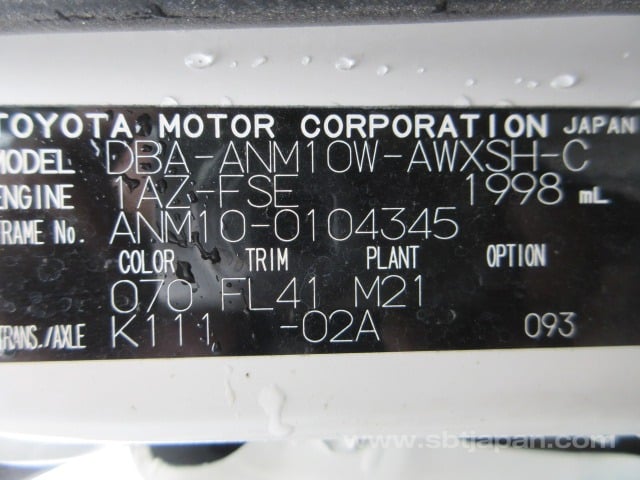 TOYOTA MOTOR CORPORATION JAPAN
MODEL DBA-ANM10W-AWXSH-C
ENGINE 1AZ-FSE 1998 mL
FRAME No. ANM10-0104345
COLOR TRIM PLANT OPTION
070 FL41 M21
TRANS./AXLE K111 -02A 093
www.sbtjapan.com